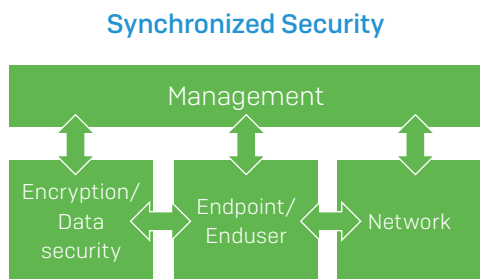 Synchronized Security
Management
Encryption/
Data
security
Endpoint/
Enduser
Network